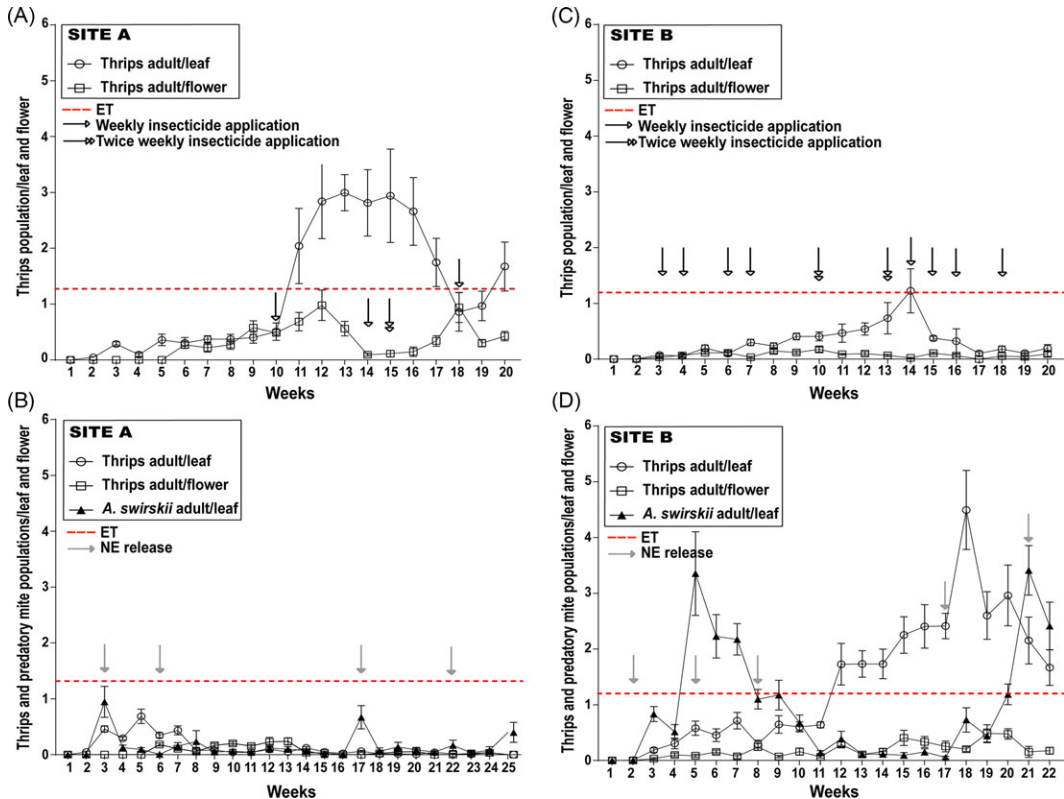 (A)
SITE A
Thrips adult/leaf
Thrips adult/flower
ET
Weekly insecticide application
Twice weekly insecticide application
Thrips population/leaf and flower
6
5
4
3
2
1
0
1 2 3 4 5 6 7 8 9 10 11 12 13 14 15 16 17 18 19 20
Weeks
(B)
SITE A
Thrips adult/leaf
Thrips adult/flower
A. swirskii adult/leaf
ET
NE release
Thrips and predatory mite populations/leaf and flower
6
5
4
3
2
1
0
1 2 3 4 5 6 7 8 9 10 11 12 13 14 15 16 17 18 19 20 21 22 23 24 25
Weeks
(C)
SITE B
Thrips adult/leaf
Thrips adult/flower
ET
Weekly insecticide application
Twice weekly insecticide application
Thrips population/leaf and flower
6
5
4
3
2
1
0
1 2 3 4 5 6 7 8 9 10 11 12 13 14 15 16 17 18 19 20
Weeks
(D)
SITE B
Thrips adult/leaf
Thrips adult/flower
A. swirskii adult/leaf
ET
NE release
Thrips and predatory mite populations/leaf and flower
6
5
4
3
2
1
0
1 2 3 4 5 6 7 8 9 10 11 12 13 14 15 16 17 18 19 20 21 22
Weeks